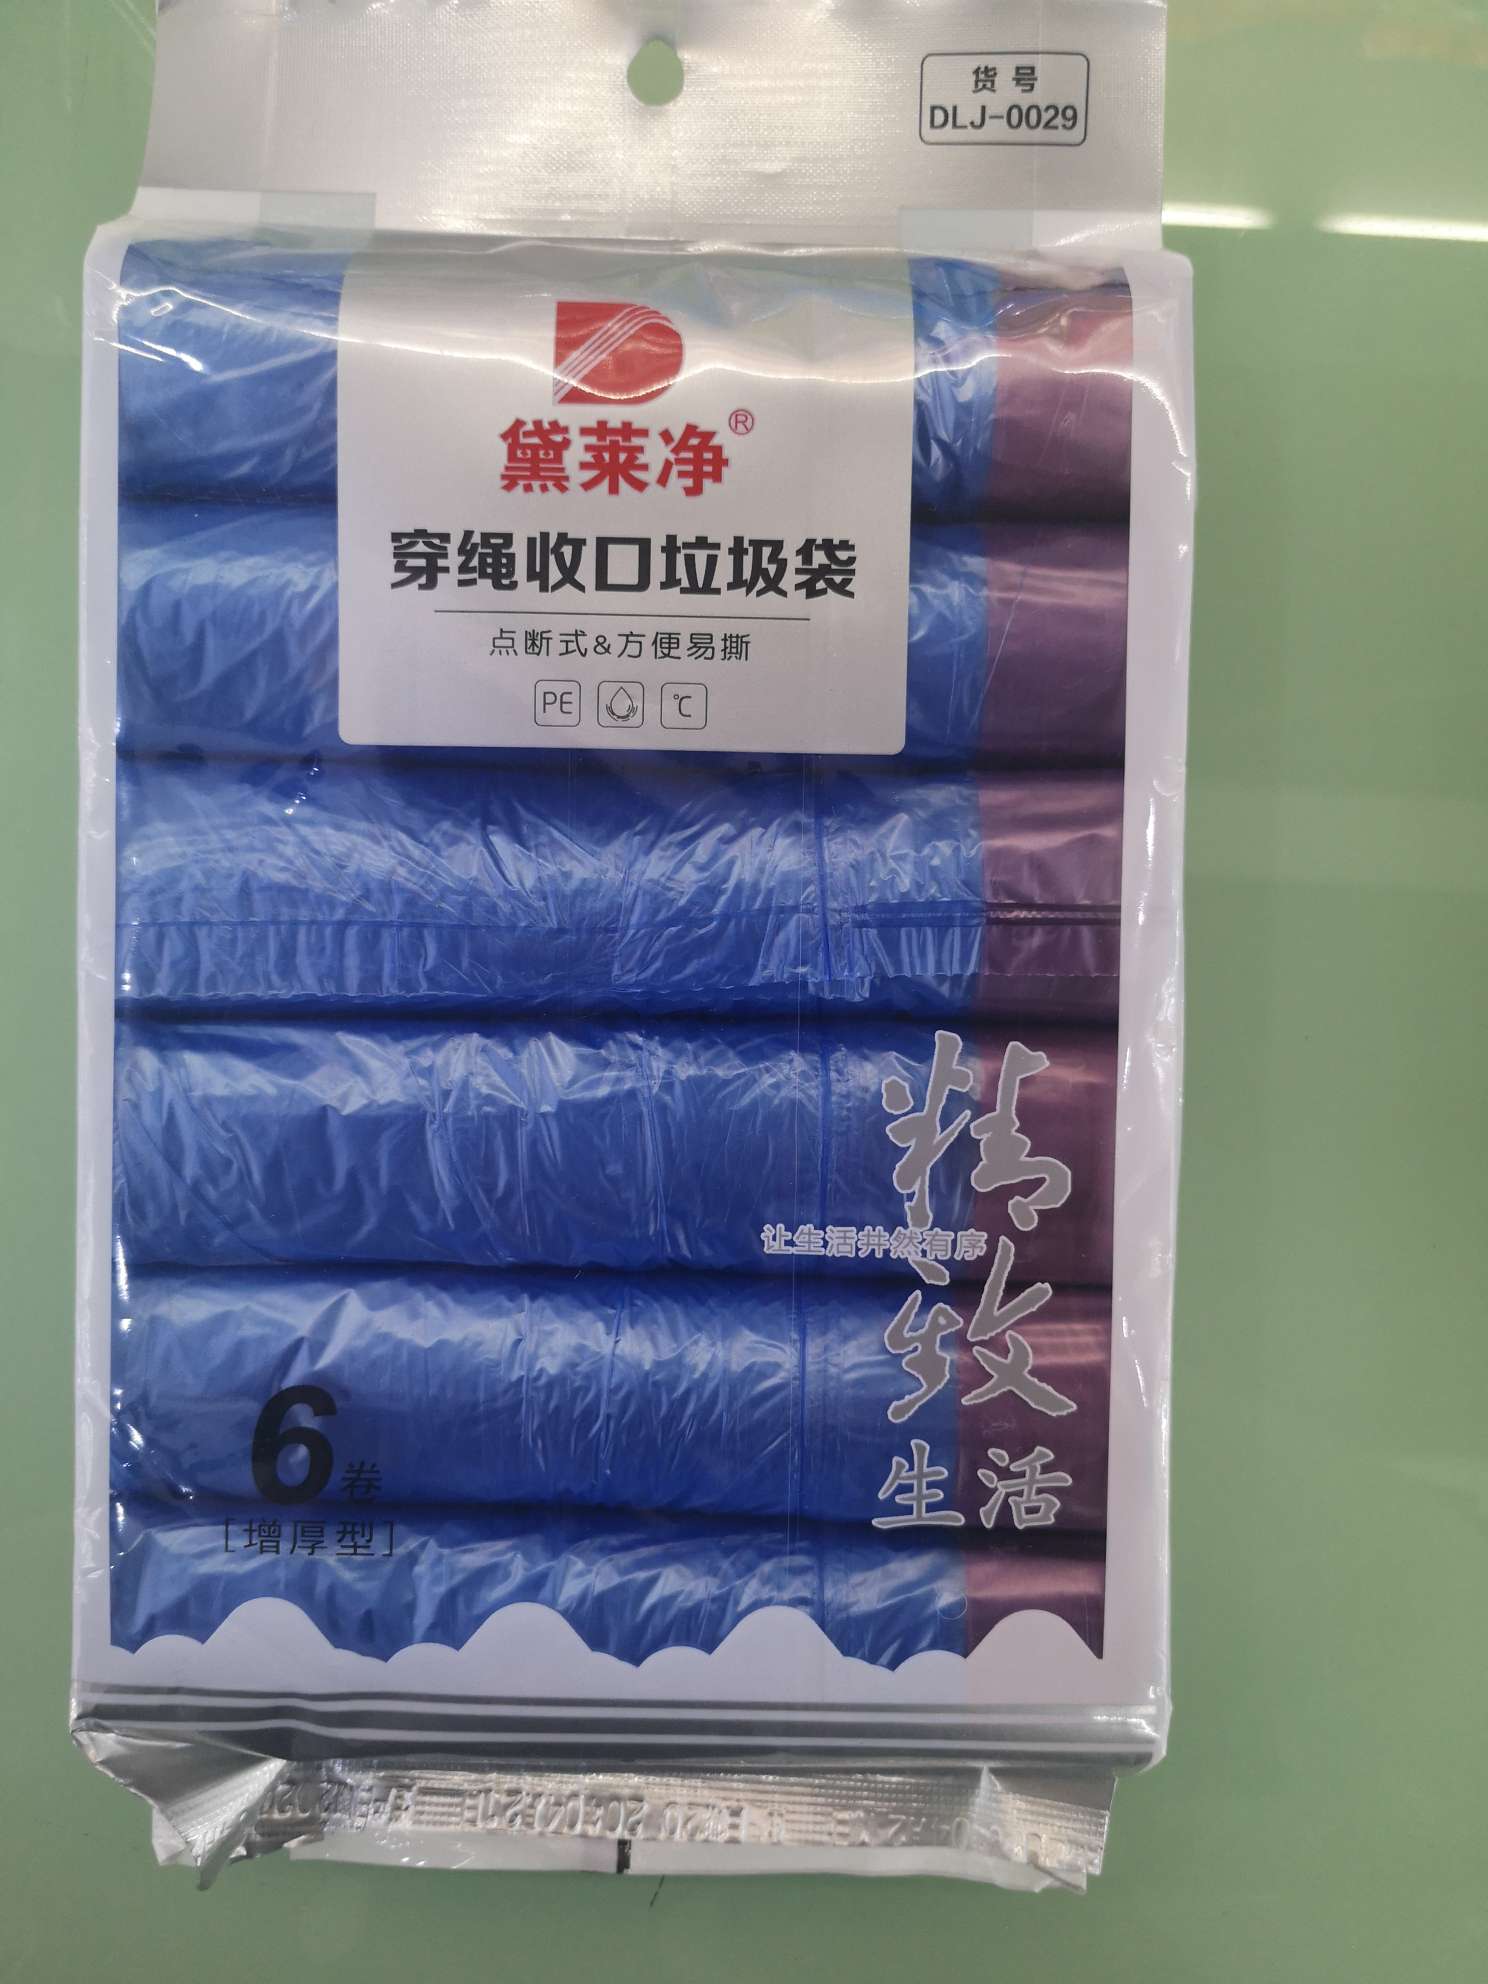 货号
DLJ-0029
黛莱净®
穿绳收口垃圾袋
点断式&方便易撕
PE
℃
精致
让生活井然有序
生活
6卷
[增厚型]